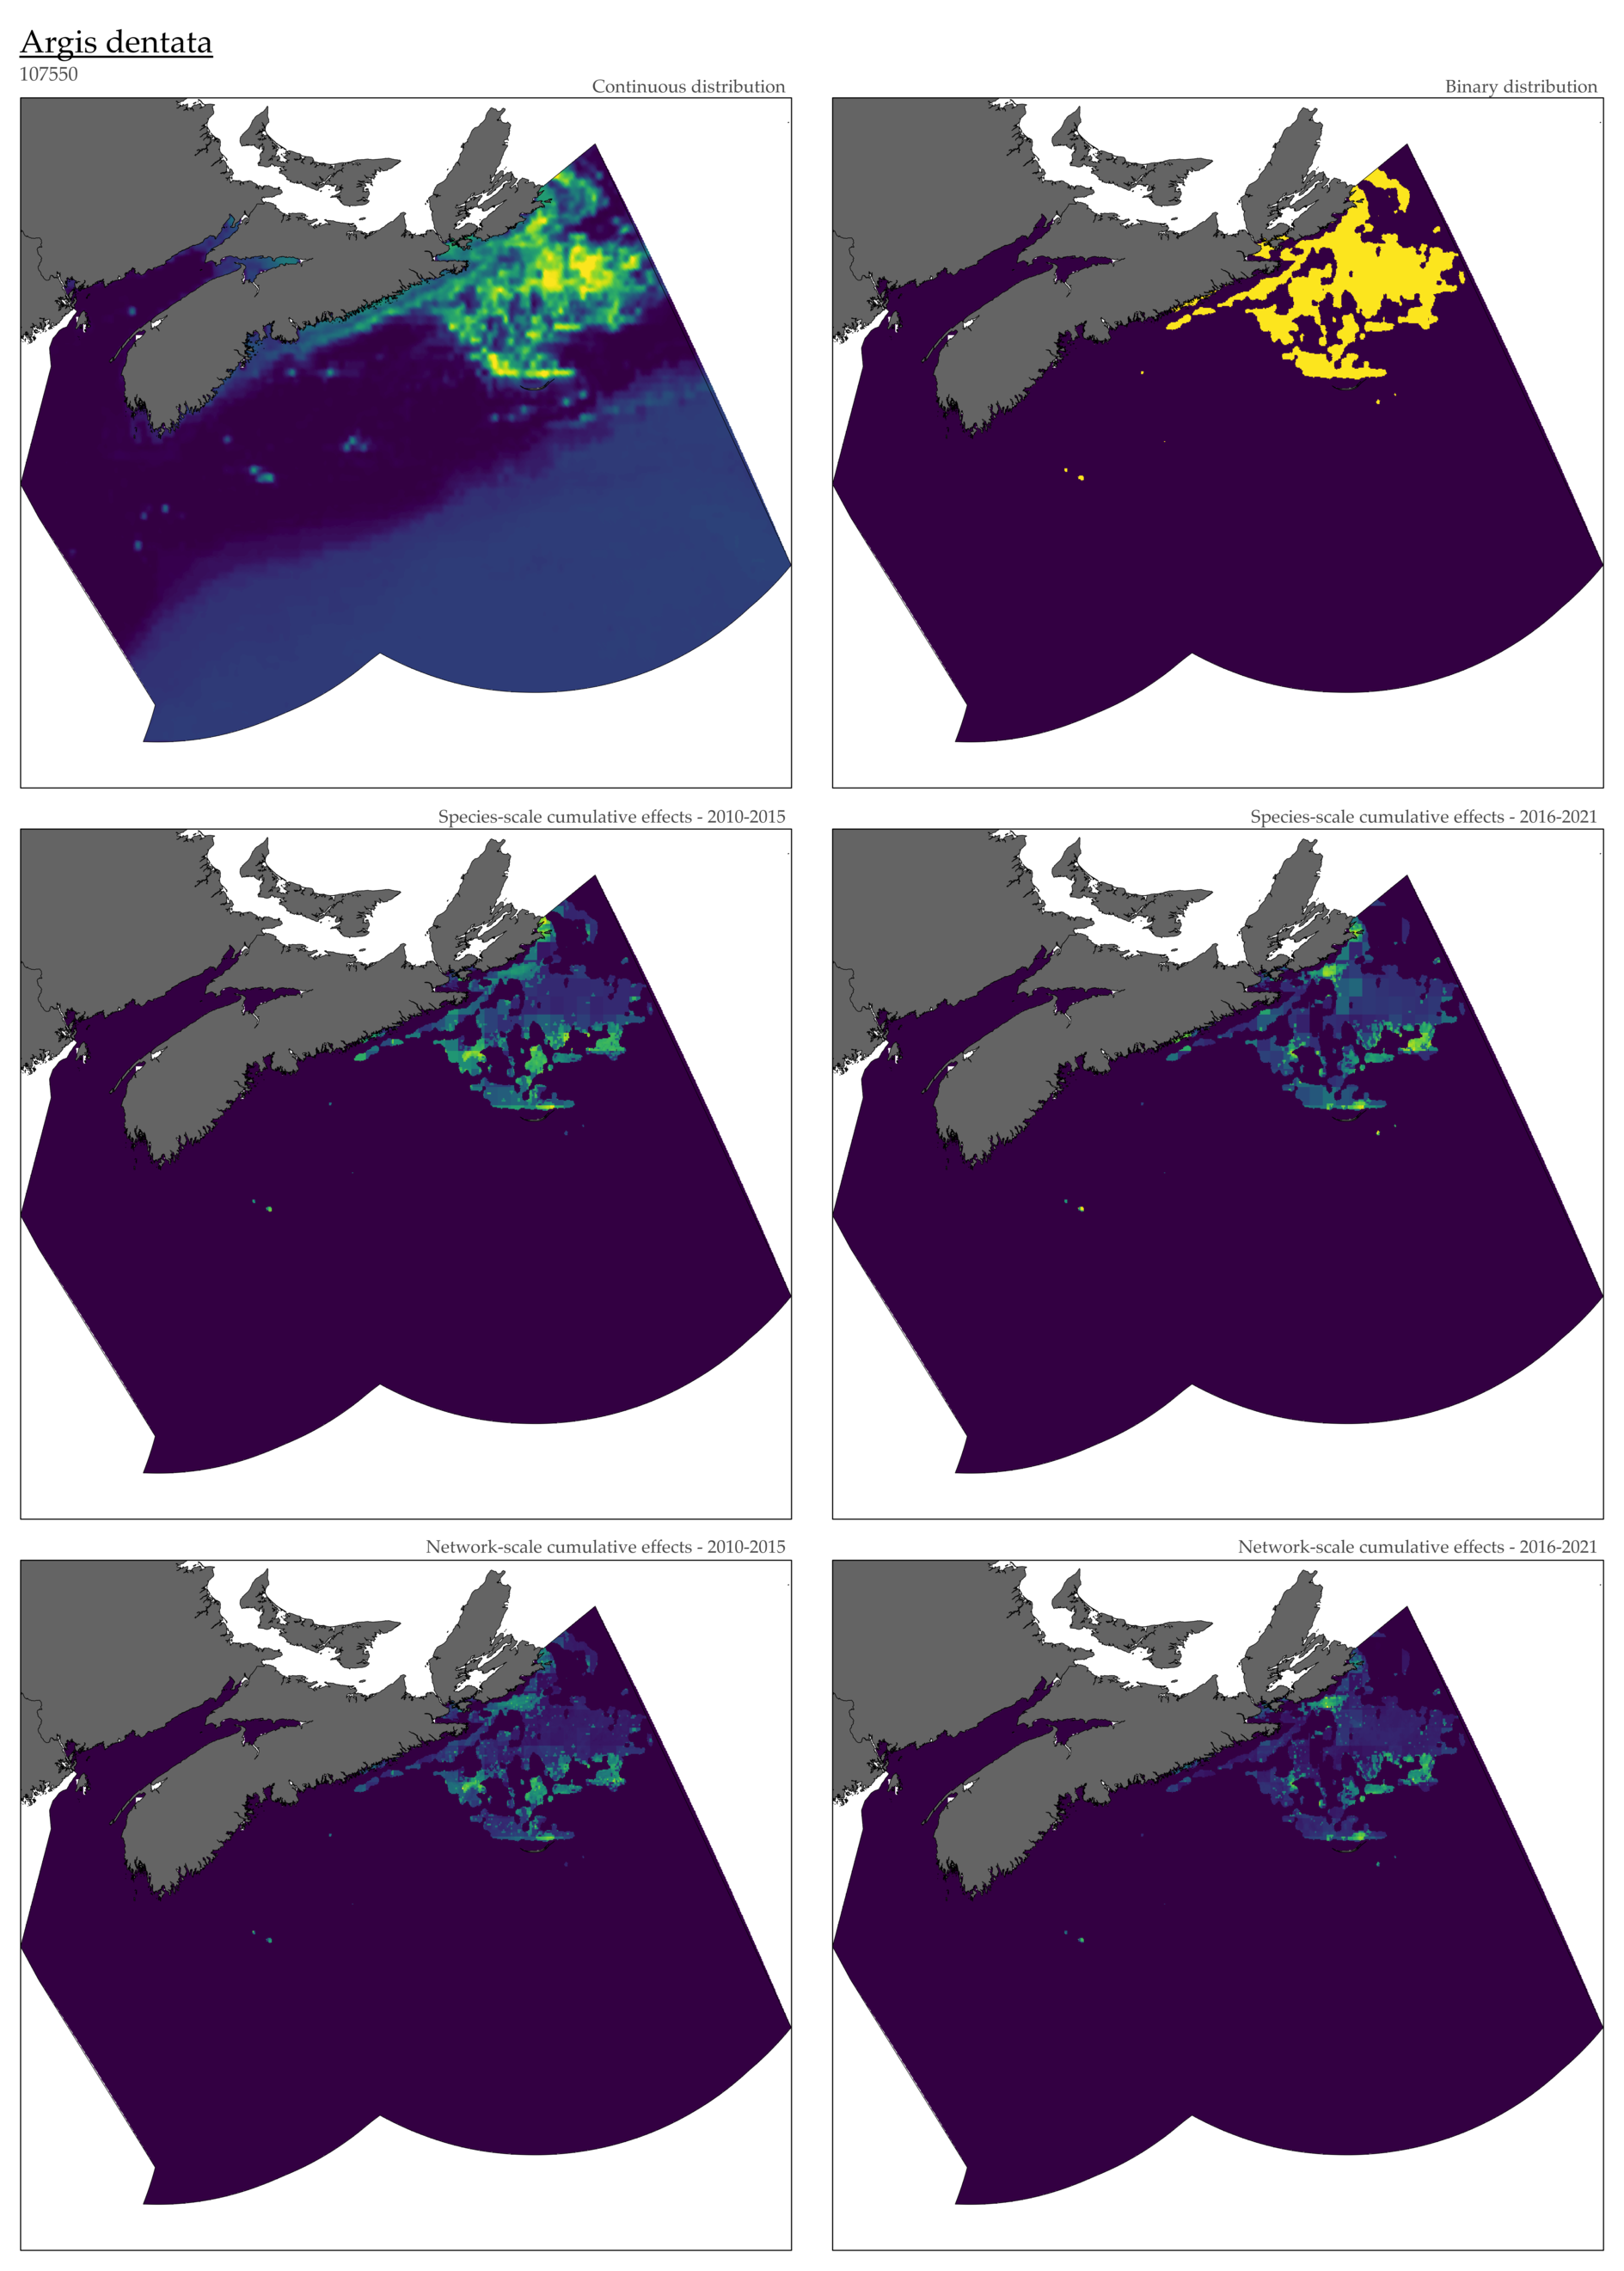 Argis dentata
107550
Continuous distribution
Binary distribution
Species-scale cumulative effects - 2010-2015
Species-scale cumulative effects - 2016-2021
Network-scale cumulative effects - 2010-2015
Network-scale cumulative effects - 2016-2021